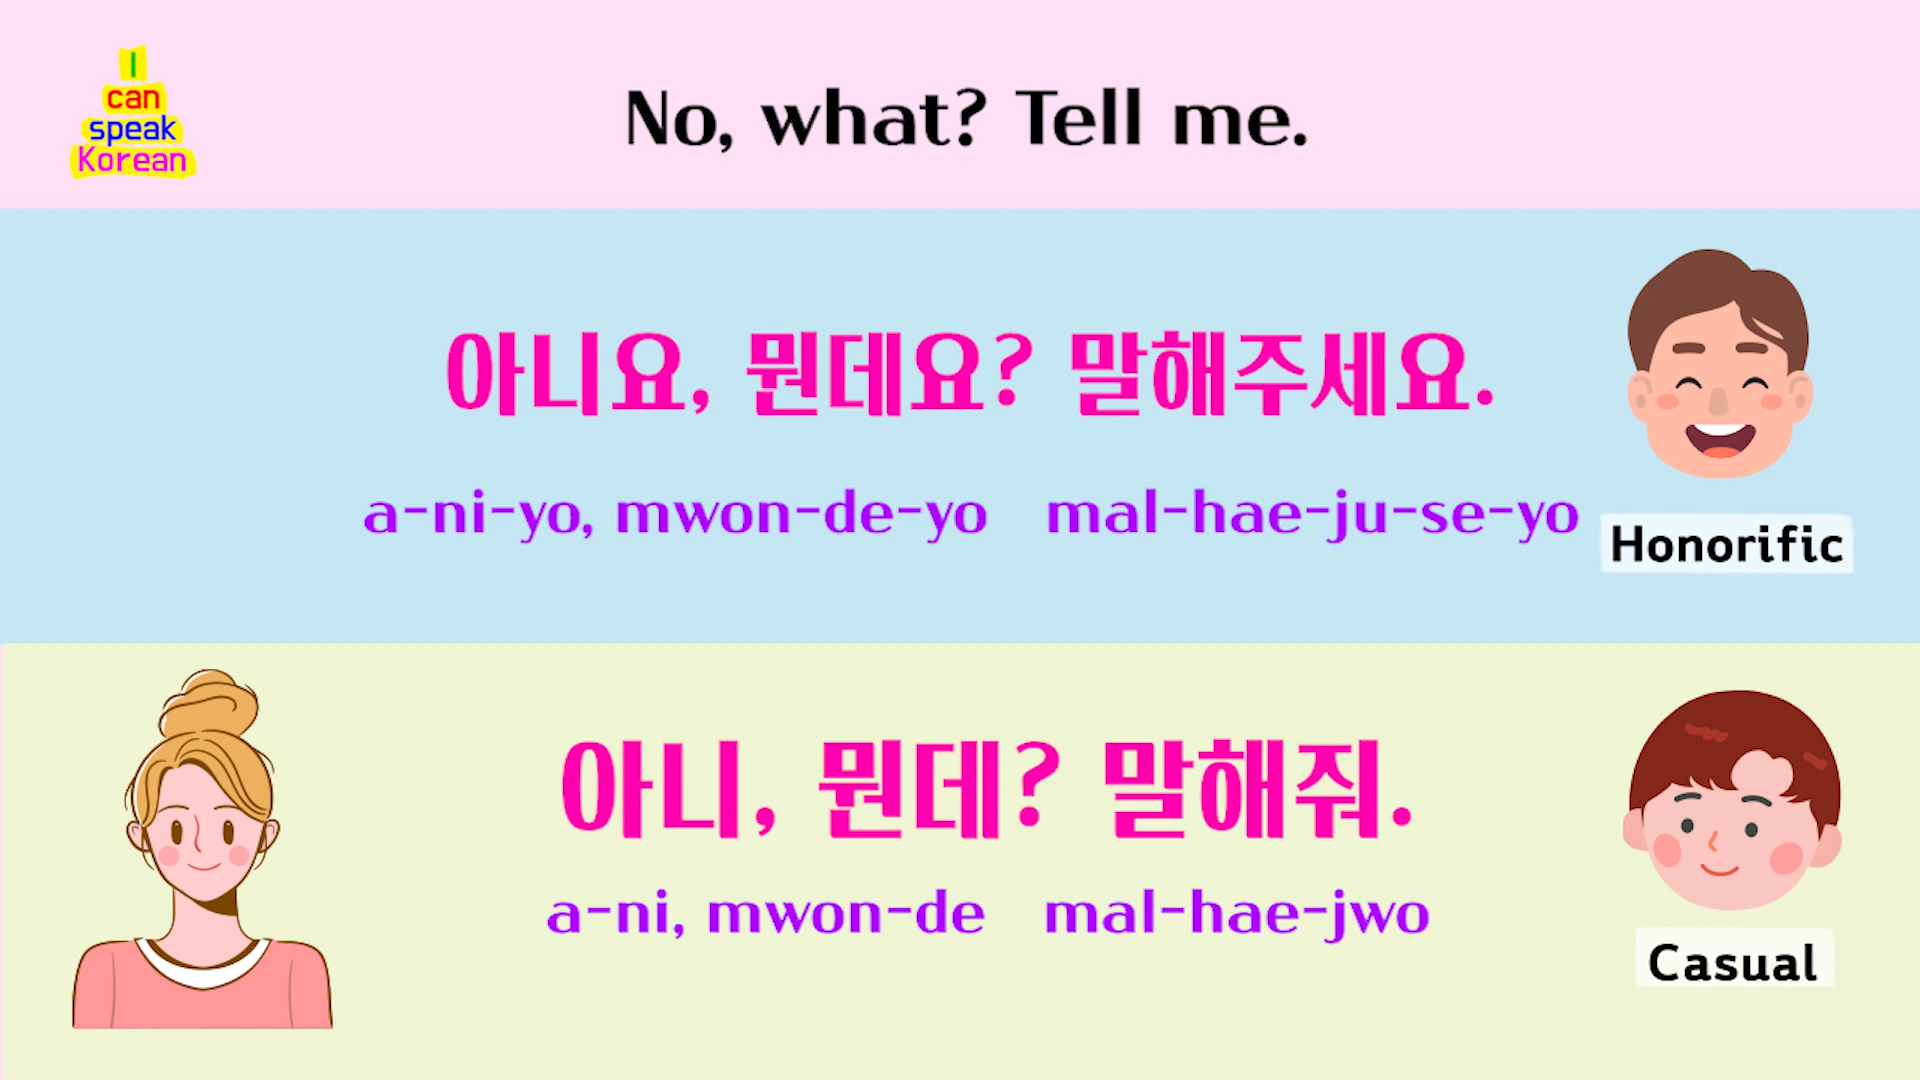 I
can
speak
Korean
No, what? Tell me.
아니요, 뭔데요? 말해주세요.
a-ni-yo, mwon-de-yo mal-hae-ju-se-yo
Honorific
아니, 뭔데? 말해줘.
a-ni, mwon-de mal-hae-jwo
Casual